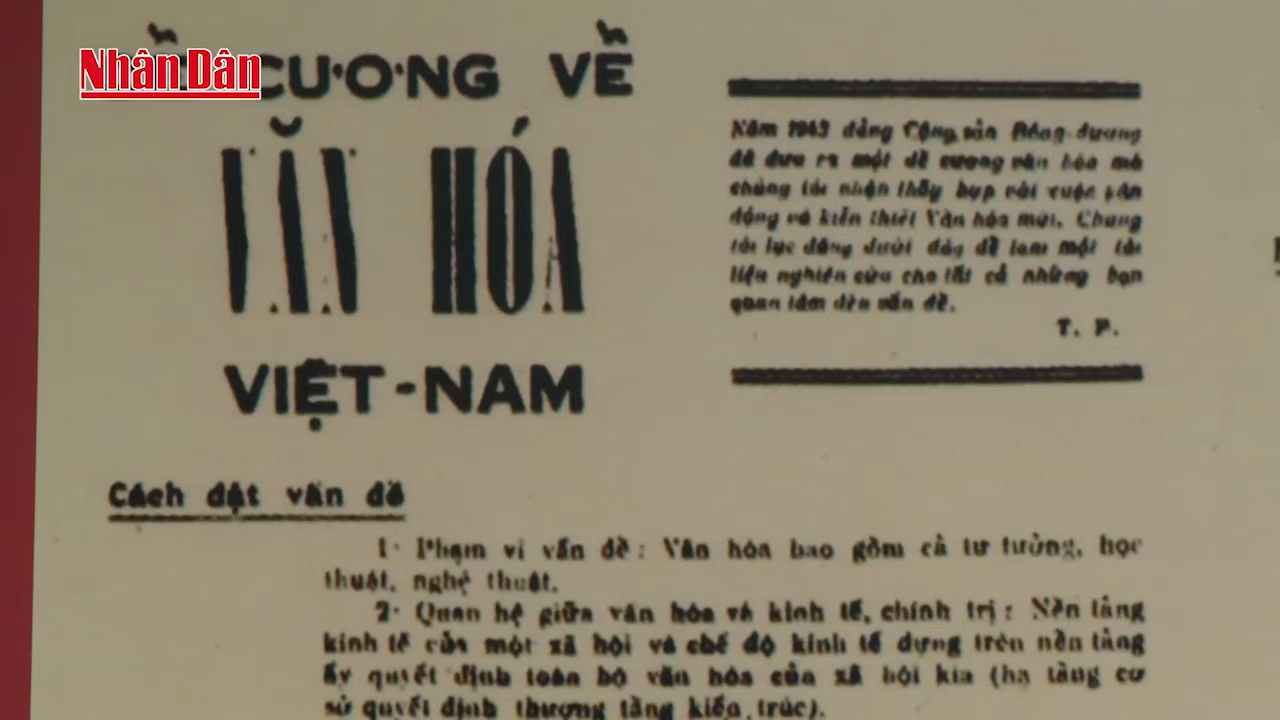 Nhân Dân
CƯƠNG VỀ
VĂN HÓA
VIỆT-NAM
Năm 1943 đảng Cộng sản Đông-dương
đã đưa ra một đề cương văn hóa mà
chúng tôi nhận thấy hợp với cuộc vận
động và kiến thiết Văn hóa mới. Chúng
tôi lục đăng dưới đây để làm một tài
liệu nghiên cứu cho tất cả những bạn
quan tâm đến vấn đề.
T. P.
Cách đặt vấn đề
1· Phạm vi vấn đề : Văn hóa bao gồm cả tư tưởng, học
thuật, nghệ thuật.
2· Quan hệ giữa văn hóa và kinh tế, chính trị : Nền tảng
kinh tế của một xã hội và chế độ kinh tế dựng trên nền tảng
ấy quyết định toàn bộ văn hóa của xã hội kia (hạ tầng cơ
sở quyết định thượng tầng kiến trúc).